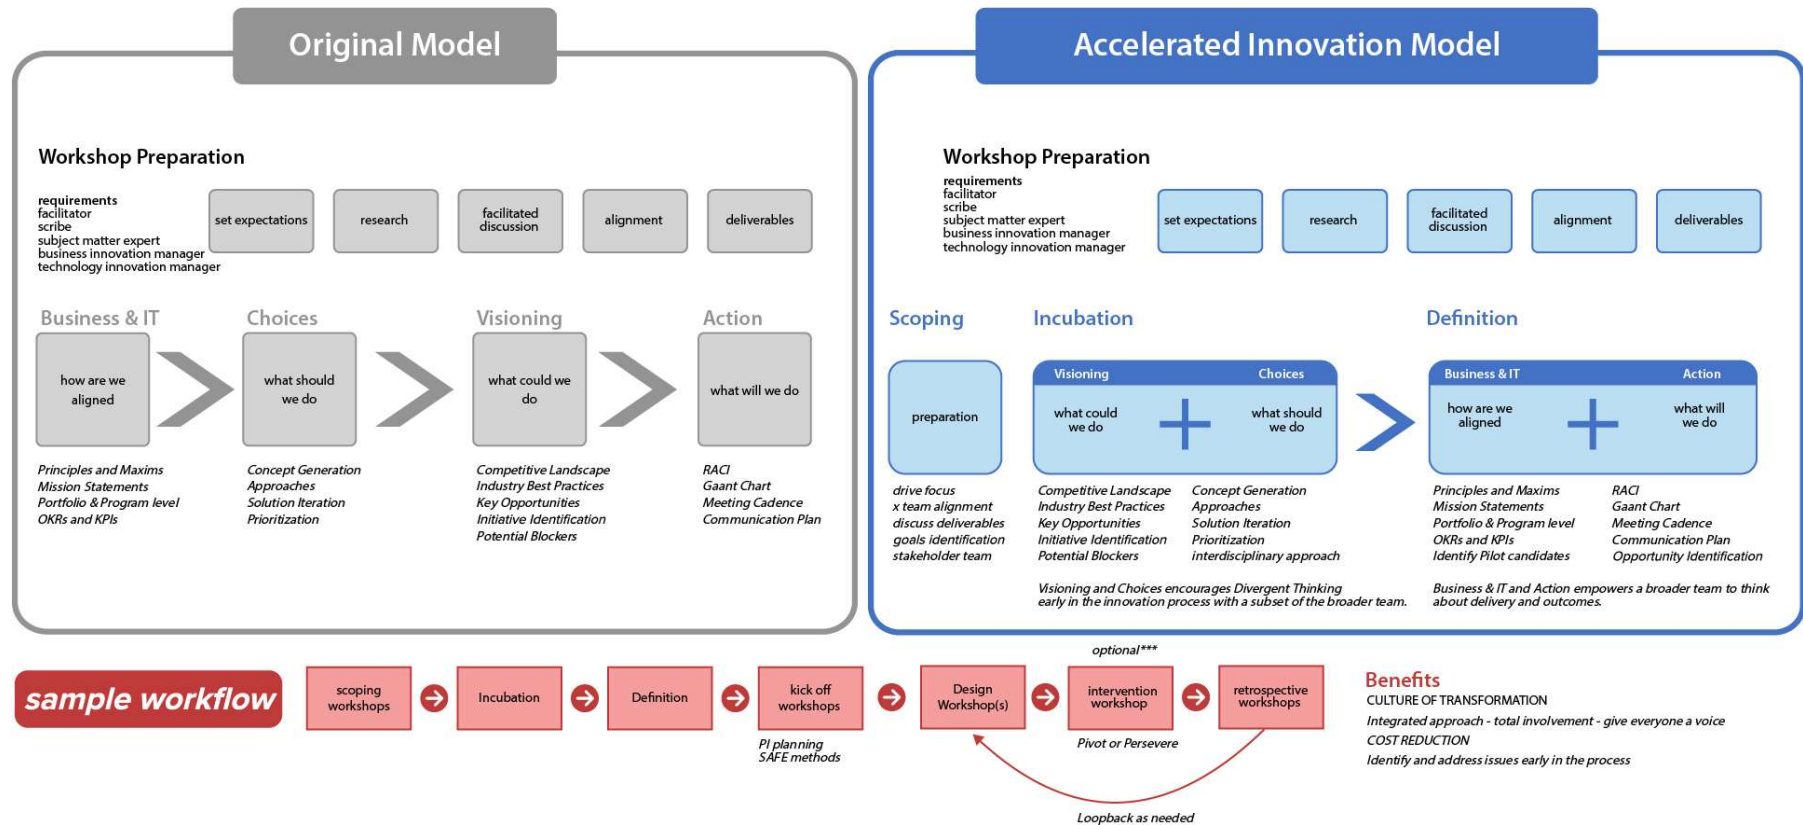 Original Model
Workshop Preparation
requirements
facilitator
scribe
subject matter expert
business innovation manager
technology innovation manager
set expectations
research
facilitated
discussion
alignment
deliverables
Business & IT
how are we
aligned
Principles and Maxims
Mission Statements
Portfolio & Program level
OKRs and KPIs
Choices
what should
we do
Concept Generation
Approaches
Solution Iteration
Prioritization
Visioning
what could we
do
Competitive Landscape
Industry Best Practices
Key Opportunities
Initiative Identification
Potential Blockers
Action
what will we do
RACI
Gaant Chart
Meeting Cadence
Communication Plan
Accelerated Innovation Model
Workshop Preparation
requirements
facilitator
scribe
subject matter expert
business innovation manager
technology innovation manager
set expectations
research
facilitated
discussion
alignment
deliverables
Scoping
preparation
drive focus
x team alignment
discuss deliverables
goals identification
stakeholder team
Incubation
Visioning
what could
we do
Competitive Landscape
Industry Best Practices
Key Opportunities
Initiative Identification
Potential Blockers
Choices
what should
we do
Concept Generation
Approaches
Solution Iteration
Prioritization
interdisciplinary approach
Visioning and Choices encourages Divergent Thinking
early in the innovation process with a subset of the broader team.
Definition
Business & IT
how are we
aligned
Principles and Maxims
Mission Statements
Portfolio & Program level
OKRs and KPIs
Identify Pilot candidates
Action
what will
we do
RACI
Gaant Chart
Meeting Cadence
Communication Plan
Opportunity Identification
Business & IT and Action empowers a broader team to think
about delivery and outcomes.
sample workflow
scoping
workshops
Incubation
Definition
kick off
workshops
PI planning
SAFE methods
Design
Workshop(s)
optional***
intervention
workshop
Pivot or Persevere
retrospective
workshops
Loopback as needed
Benefits
CULTURE OF TRANSFORMATION
Integrated approach - total involvement - give everyone a voice
COST REDUCTION
Identify and address issues early in the process